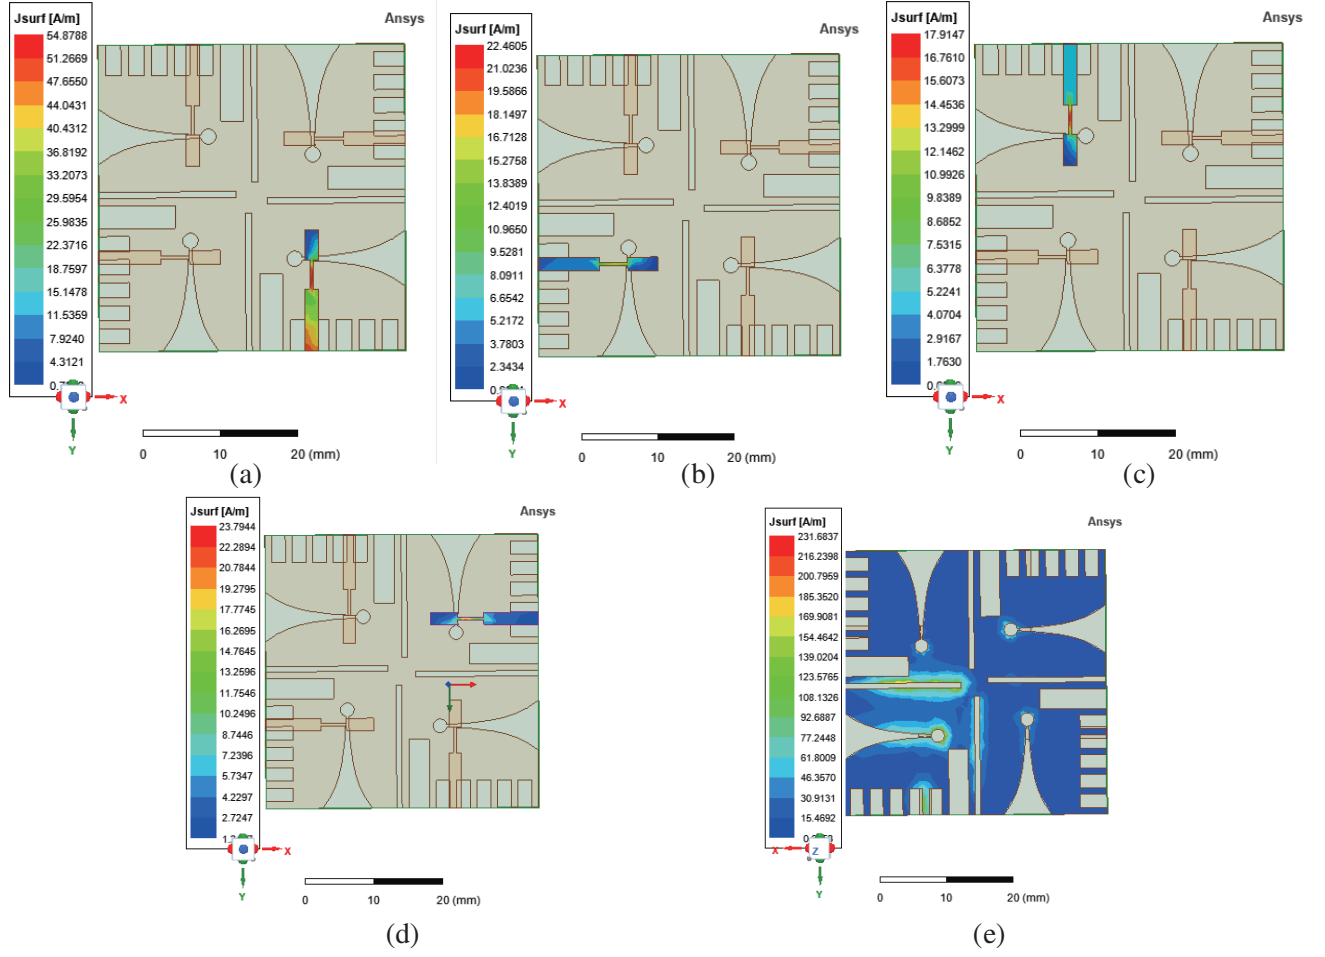 Jsurf [A/m]
Ansys
54.8788
51.2669
47.6550
44.0431
40.4312
36.8192
33.2073
29.5954
25.9835
22.3716
18.7597
15.1478
11.5359
7.9240
4.3121
X
Y
0 10 20 (mm)
(a)
Jsurf [A/m]
Ansys
22.4605
21.0236
19.5866
18.1497
16.7128
15.2758
13.8389
12.4019
10.9650
9.5281
8.0911
6.6542
5.2172
3.7803
2.3434
X
Y
0 10 20 (mm)
(b)
Jsurf [A/m]
Ansys
17.9147
16.7610
15.6073
14.4536
13.2999
12.1462
10.9926
9.8389
8.6852
7.5315
6.3778
5.2241
4.0704
2.9167
1.7630
X
Y
0 10 20 (mm)
(c)
Jsurf [A/m]
Ansys
23.7944
22.2894
20.7844
19.2795
17.7745
16.2695
14.7645
13.2596
11.7546
10.2496
8.7446
7.2396
5.7347
4.2297
2.7247
X
Y
0 10 20 (mm)
(d)
Jsurf [A/m]
Ansys
231.6837
216.2398
200.7959
185.3520
169.9081
154.4642
139.0204
123.5765
108.1326
92.6887
77.2448
61.8009
46.3570
30.9131
15.4692
X Z
Y
0 10 20 (mm)
(e)